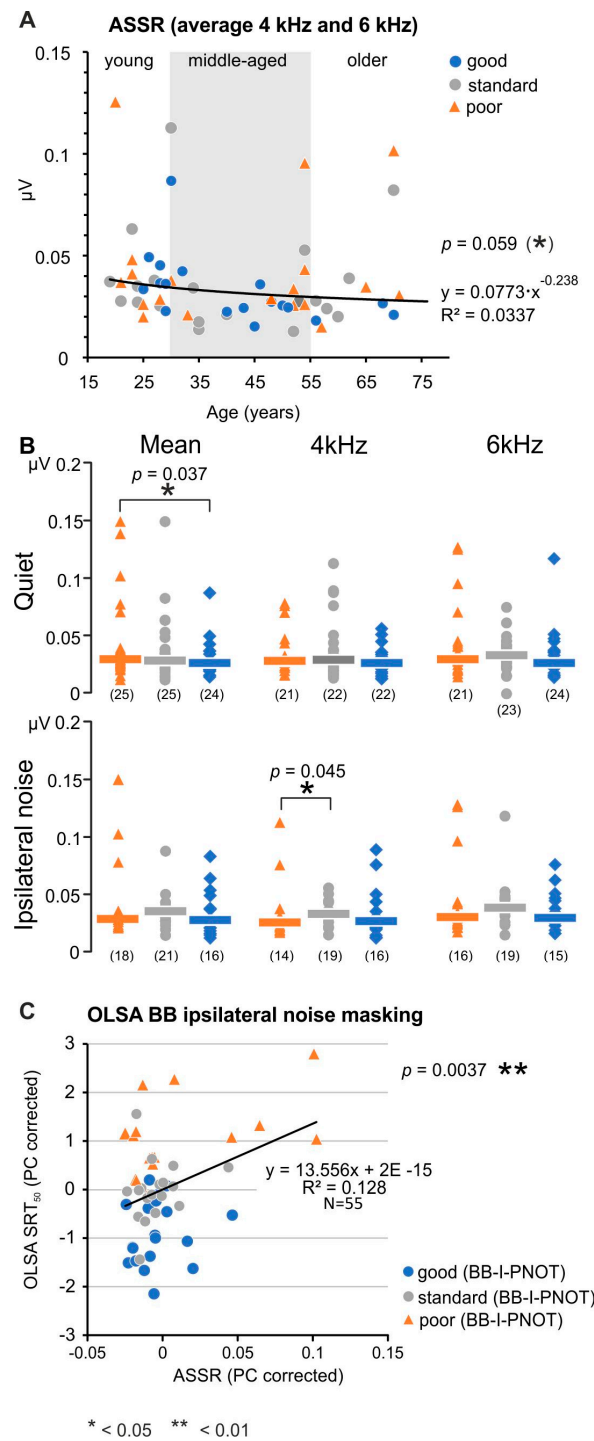 A
ASSR (average 4 kHz and 6 kHz)
0.15
0.1
0.05
0
µV
young
middle-aged
older
good
standard
poor
p = 0.059 (*)
y = 0.0773·x^-0.238
R² = 0.0337
15 25 35 45 55 65 75
Age (years)
B
Mean 4kHz 6kHz
µV 0.2
p = 0.037
*
0.15
0.1
0.05
0
Quiet
(25) (25) (24) (21) (22) (22) (21) (23) (24)
µV 0.2
p = 0.045
*
0.15
0.1
0.05
0
Ipsilateral noise
(18) (21) (16) (14) (19) (16) (16) (19) (15)
C
OLSA BB ipsilateral noise masking
3
2
1
0
-1
-2
-3
OLSA SRT₅₀ (PC corrected)
p = 0.0037 **
y = 13.556x + 2E -15
R² = 0.128
N=55
good (BB-I-PNOT)
standard (BB-I-PNOT)
poor (BB-I-PNOT)
-0.05 0 0.05 0.1 0.15
ASSR (PC corrected)
* < 0.05 ** < 0.01